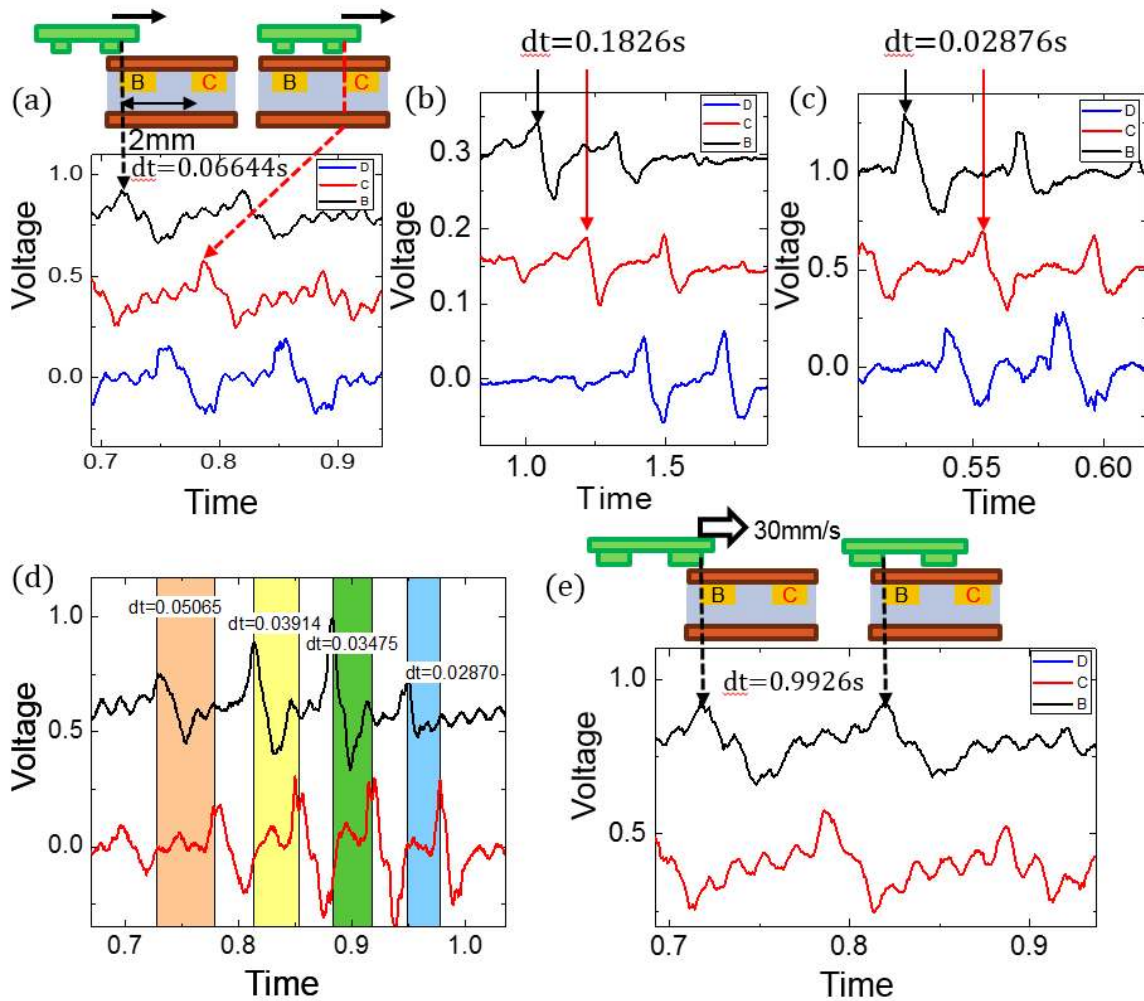 (a)
B
C
B
C
2mm
dt=0.06644s
D
C
B
1.0
0.5
0.0
Voltage
0.7
0.8
0.9
Time
(b)
dt=0.1826s
D
C
B
0.3
0.2
0.1
0.0
Voltage
1.0
1.5
Time
(c)
dt=0.02876s
D
C
B
1.0
0.5
0.0
Voltage
0.55
0.60
Time
(d)
dt=0.05065
dt=0.03914
dt=0.03475
dt=0.02870
1.0
0.5
0.0
Voltage
0.7
0.8
0.9
1.0
Time
(e)
30mm/s
B
C
B
C
dt=0.9926s
D
C
B
1.0
0.5
Voltage
0.7
0.8
0.9
Time